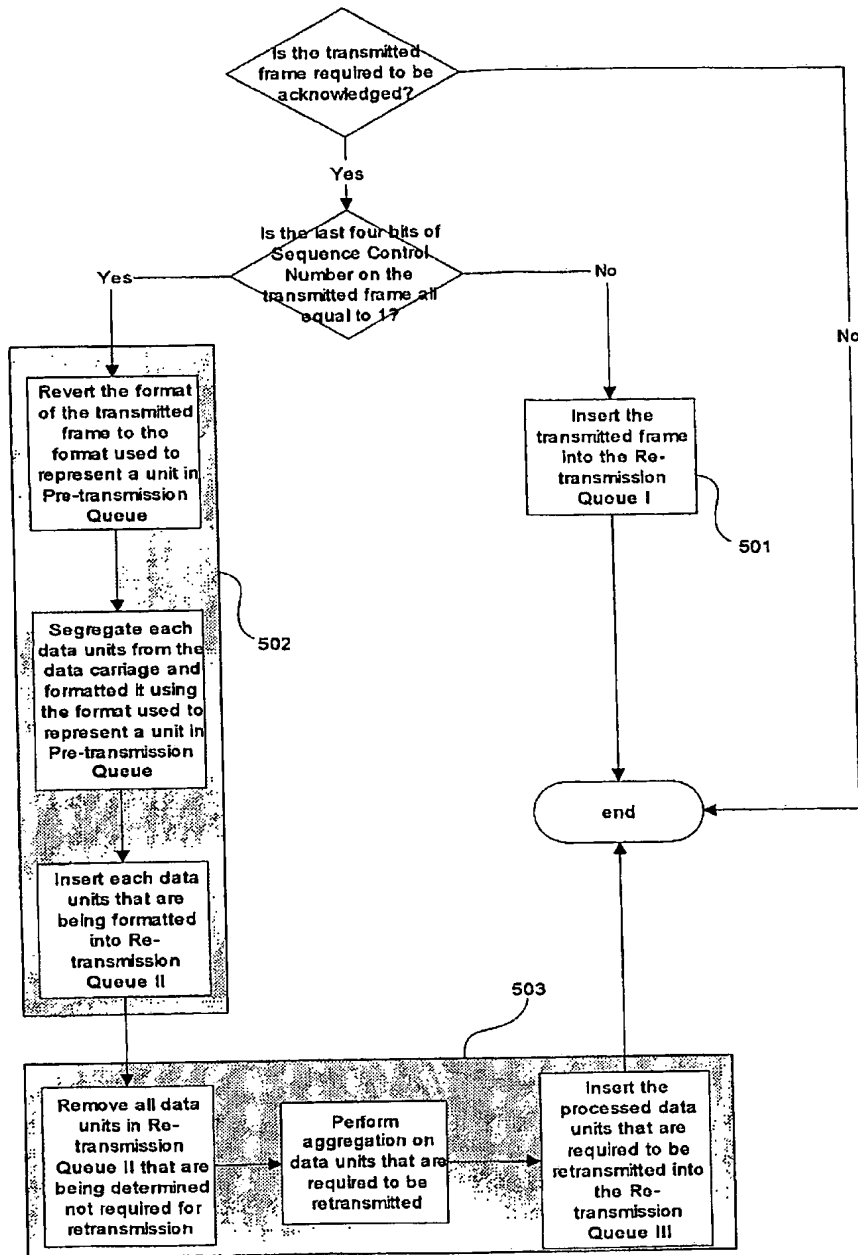 Is the transmitted
frame required to be
acknowledged?
Yes
Is the last four bits of
Sequence Control
Number on the
transmitted frame all
equal to 1?
Yes
No
No
Revert the format
of the transmitted
frame to the
format used to
represent a unit in
Pre-transmission
Queue
Insert the
transmitted frame
into the Re-
transmission
Queue I
501
Segregate each
data units from the
data carriage and
formatted it using
the format used to
represent a unit in
Pre-transmission
Queue
502
end
Insert each data
units that are
being formatted
into Re-
transmission
Queue II
503
Remove all data
units in Re-
transmission
Queue II that are
being determined
not required for
retransmission
Perform
aggregation on
data units that are
required to be
retransmitted
Insert the
processed data
units that are
required to be
retransmitted into
the Re-
transmission
Queue III